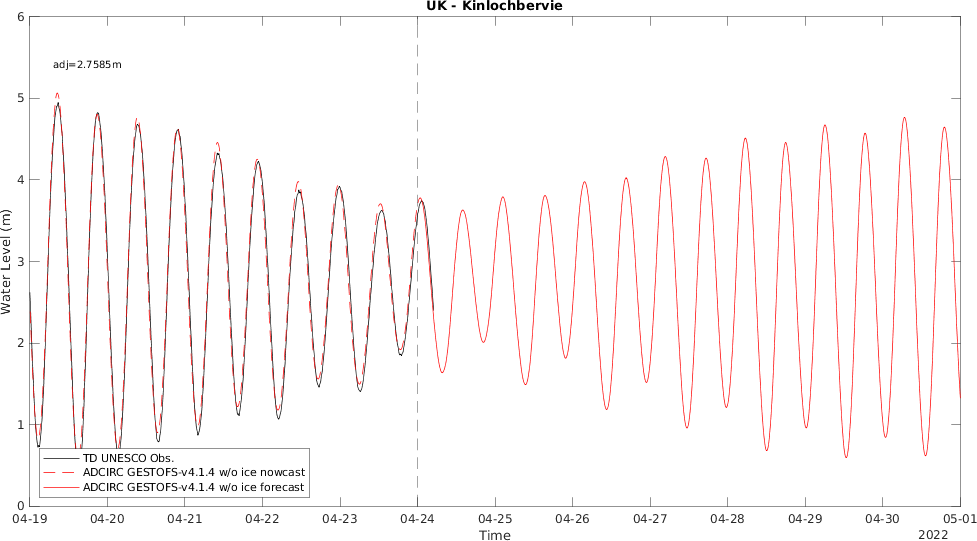 UK - Kinlochbervie
adj=2.7585m
6
5
4
3
2
1
0
Water Level (m)
TD UNESCO Obs.
ADCIRC GESTOFS-v4.1.4 w/o ice nowcast
ADCIRC GESTOFS-v4.1.4 w/o ice forecast
04-19 04-20 04-21 04-22 04-23 04-24 04-25 04-26 04-27 04-28 04-29 04-30 05-01
Time
2022